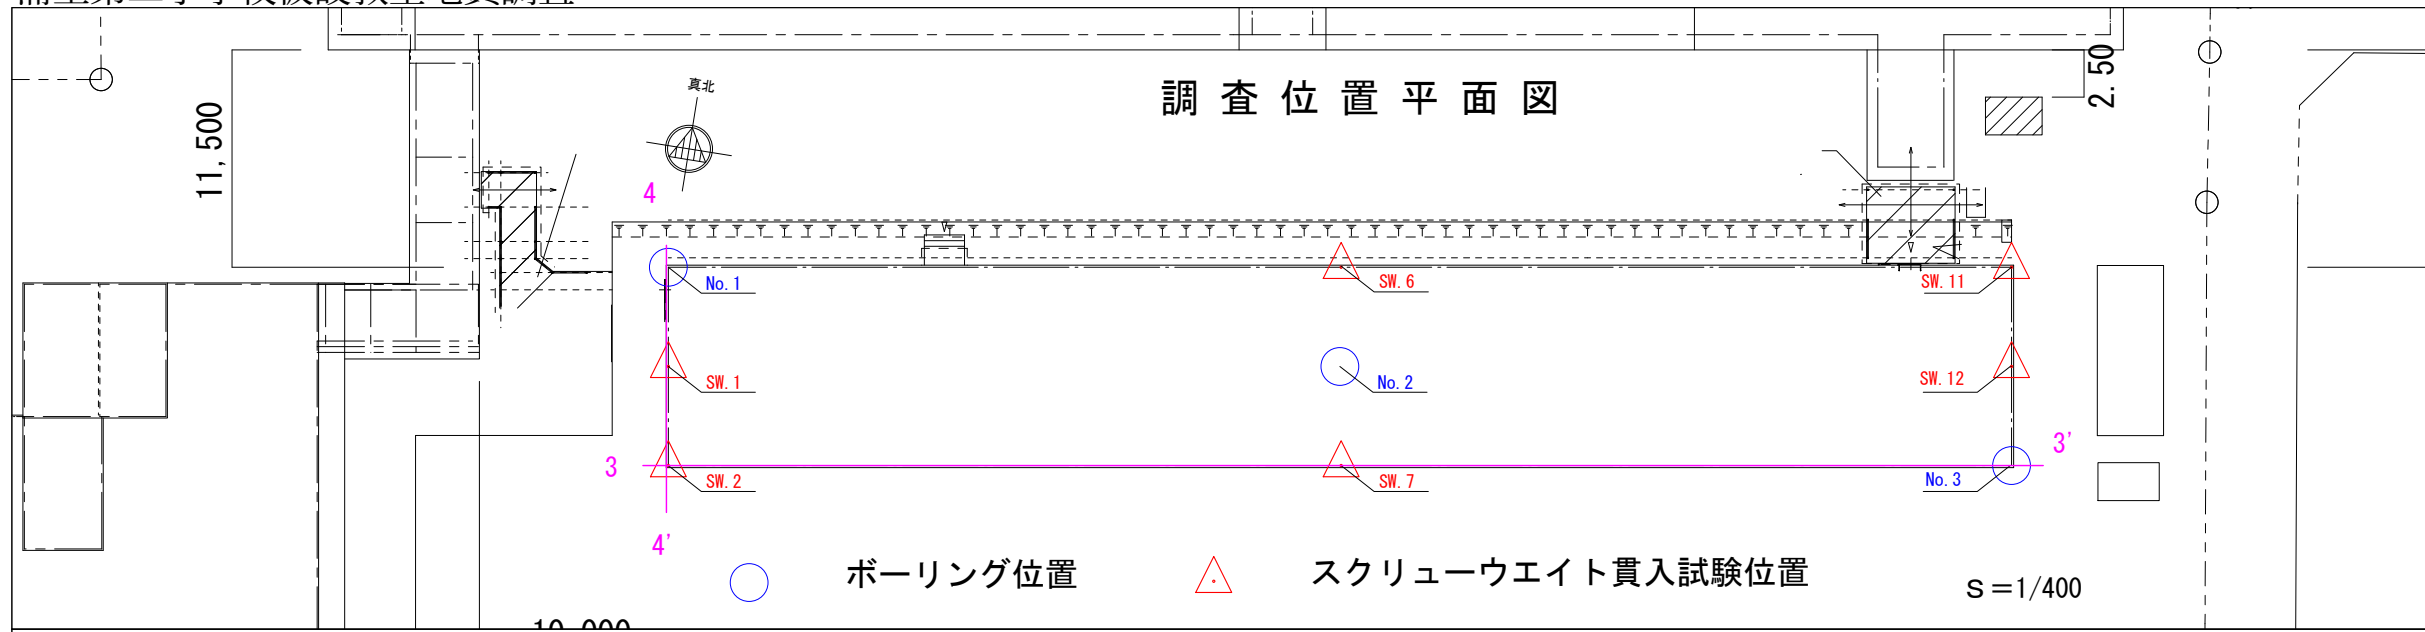 11,500
真北
調査位置平面図
2.50
4
No.1
SW.6
SW.11
SW.1
No.2
SW.12
3
SW.2
SW.7
No.3
3'
4'
ボーリング位置
スクリューウエイト貫入試験位置
S=1/400
10,000